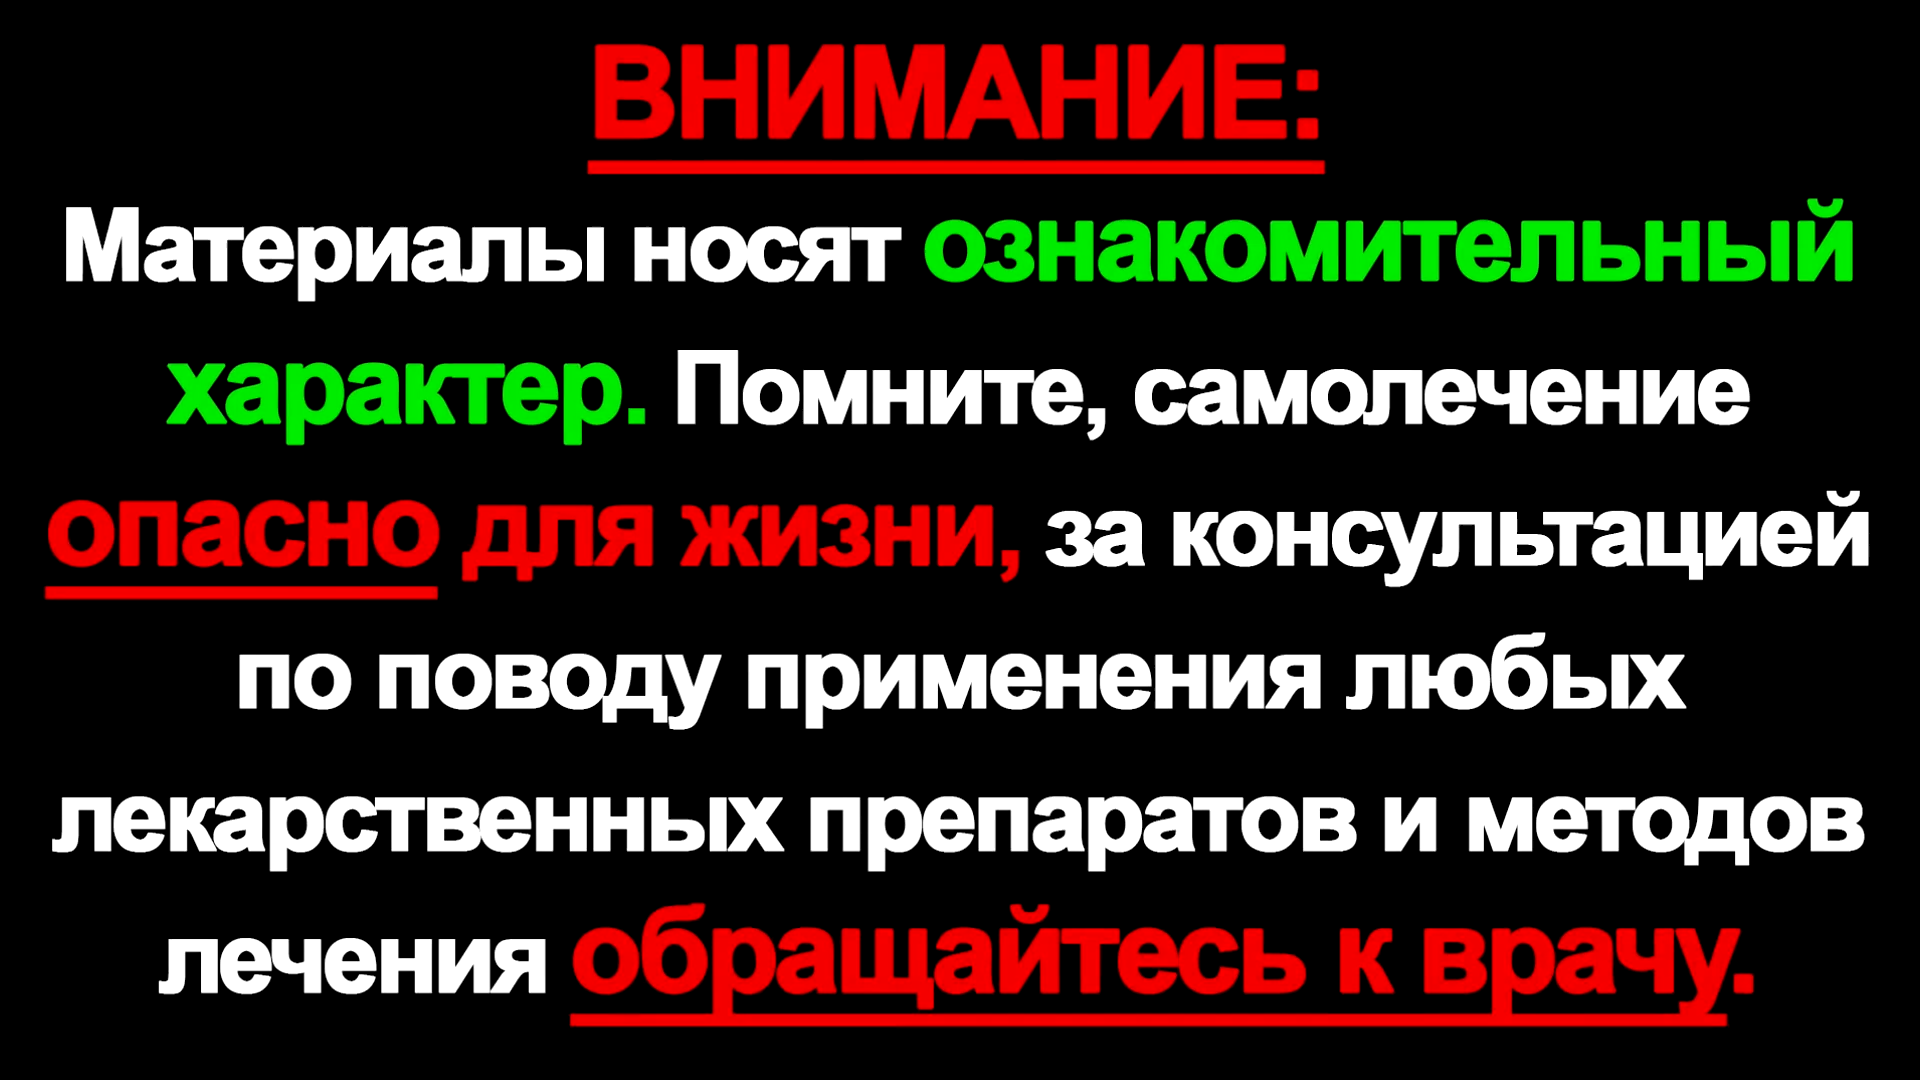 ВНИМАНИЕ:
Материалы носят ознакомительный
характер. Помните, самолечение
опасно для жизни, за консультацией
по поводу применения любых
лекарственных препаратов и методов
лечения обращайтесь к врачу.